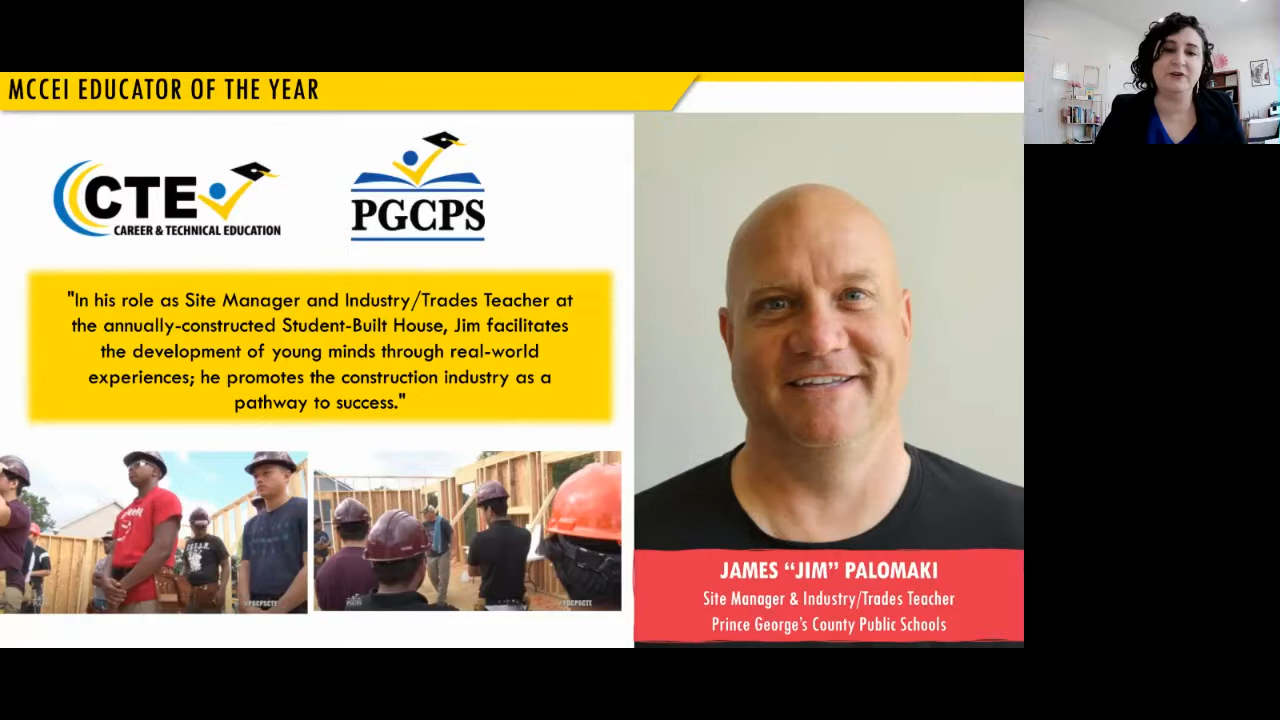 MCCEI EDUCATOR OF THE YEAR
CTE
CAREER & TECHNICAL EDUCATION
PGCPS
"In his role as Site Manager and Industry/Trades Teacher at
the annually-constructed Student-Built House, Jim facilitates
the development of young minds through real-world
experiences; he promotes the construction industry as a
pathway to success."
#PGCPSCTE
JAMES “JIM” PALOMAKI
Site Manager & Industry/Trades Teacher
Prince George’s County Public Schools